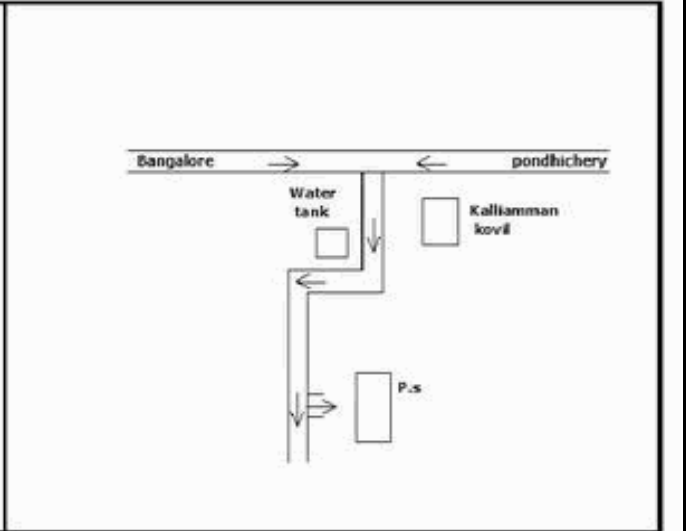 Bangalore
pondhichery
Water
tank
Kalliamman
kovil
P.s